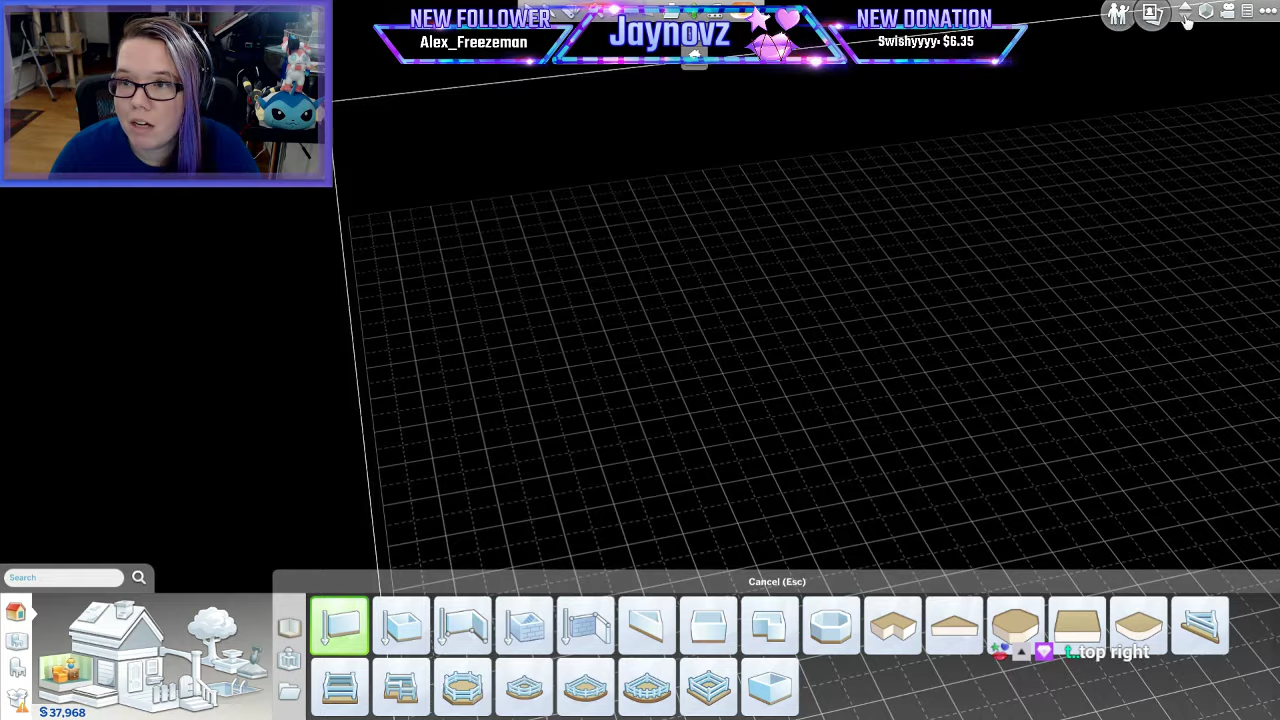 NEW FOLLOWER
Alex_Freezeman
Jaynovz
NEW DONATION
Swishyyyy: $6.35
Search
Cancel (Esc)
t..top right
$37,968